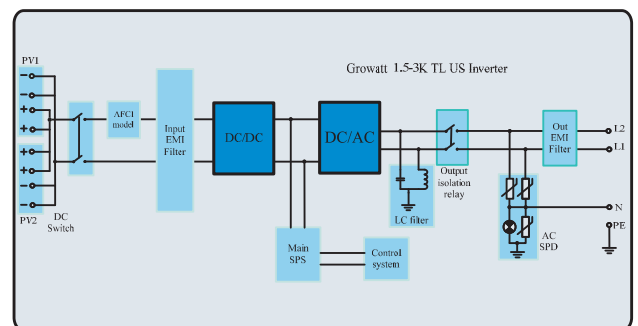 Growatt 1.5-3K TL US Inverter
PV1
AFCI
model
Input
EMI
Filter
DC/DC
DC/AC
Out
EMI
Filter
L2
L1
Output
isolation
relay
LC filter
N
PE
PV2
DC
Switch
Main
SPS
Control
system
AC
SPD